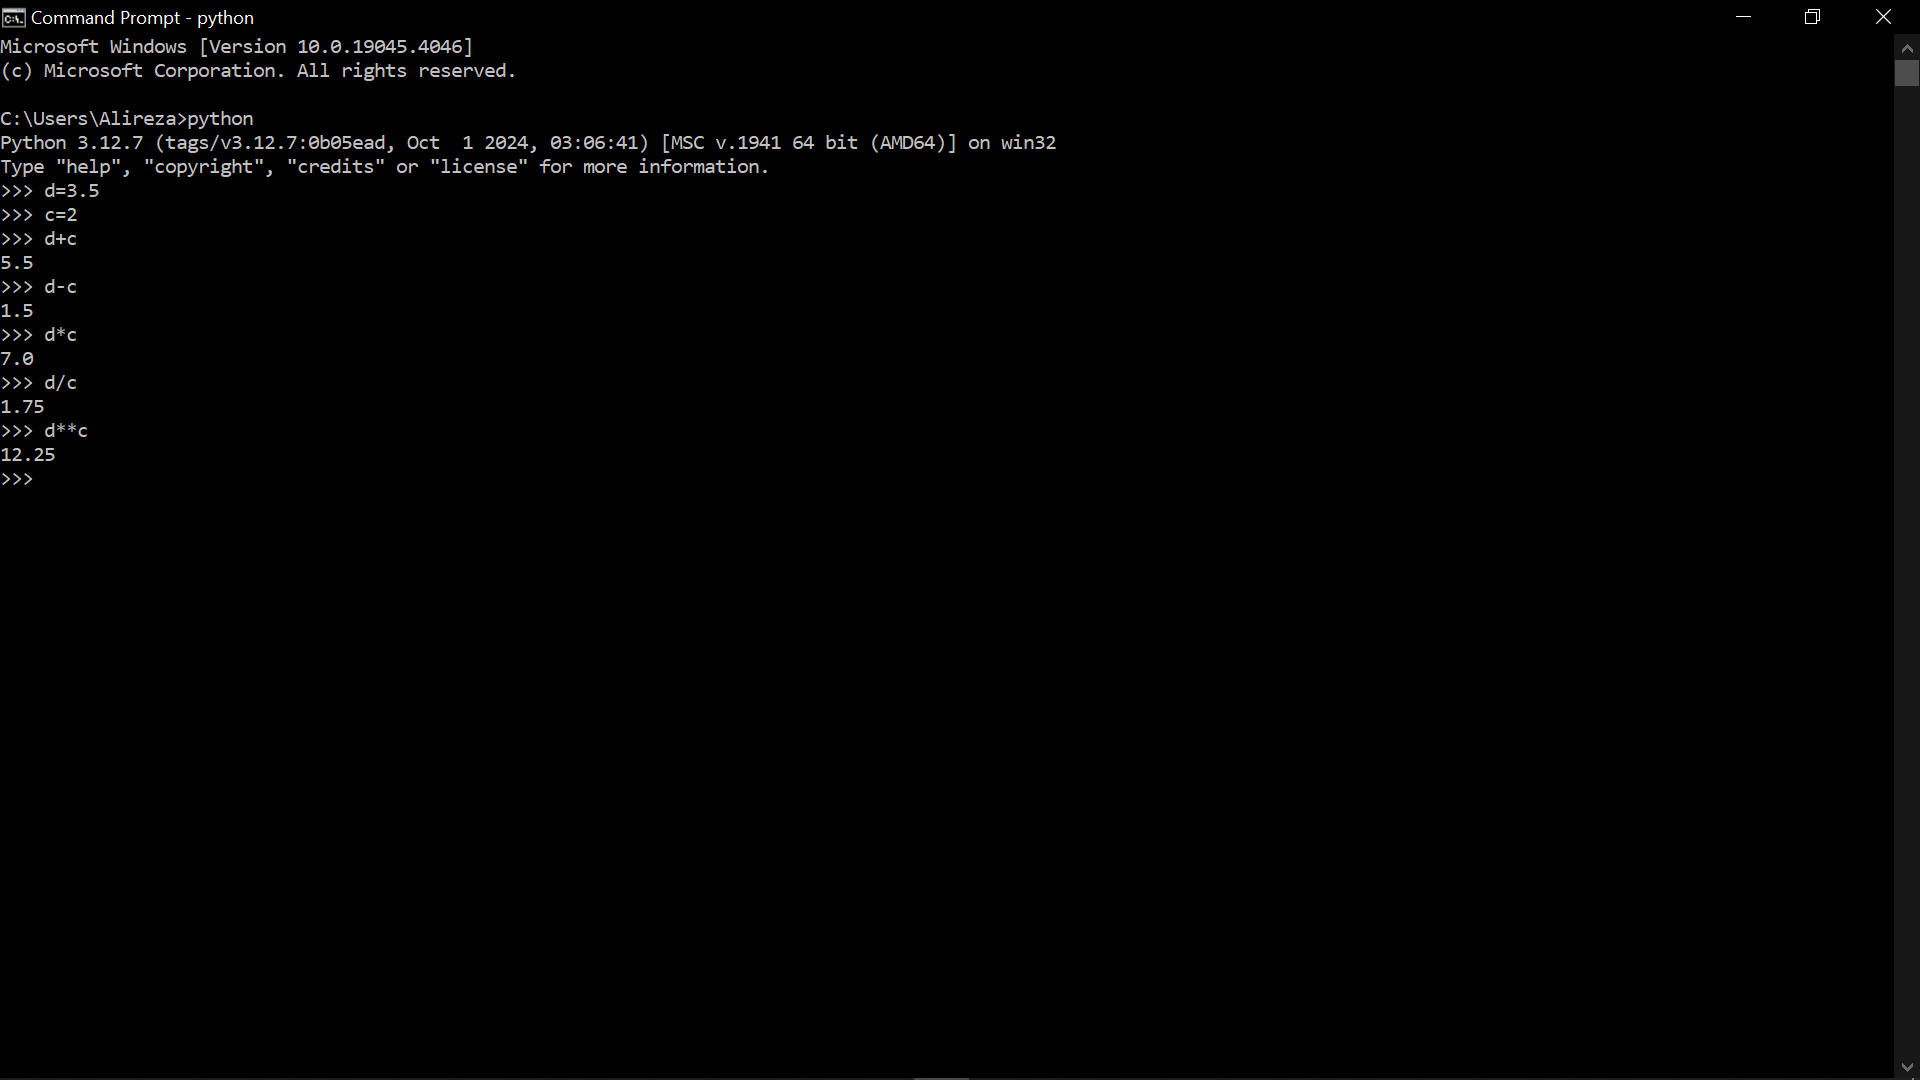 Command Prompt - python
Microsoft Windows [Version 10.0.19045.4046]
(c) Microsoft Corporation. All rights reserved.
C:\Users\Alireza>python
Python 3.12.7 (tags/v3.12.7:0b05ead, Oct  1 2024, 03:06:41) [MSC v.1941 64 bit (AMD64)] on win32
Type "help", "copyright", "credits" or "license" for more information.
>>> d=3.5
>>> c=2
>>> d+c
5.5
>>> d-c
1.5
>>> d*c
7.0
>>> d/c
1.75
>>> d**c
12.25
>>>